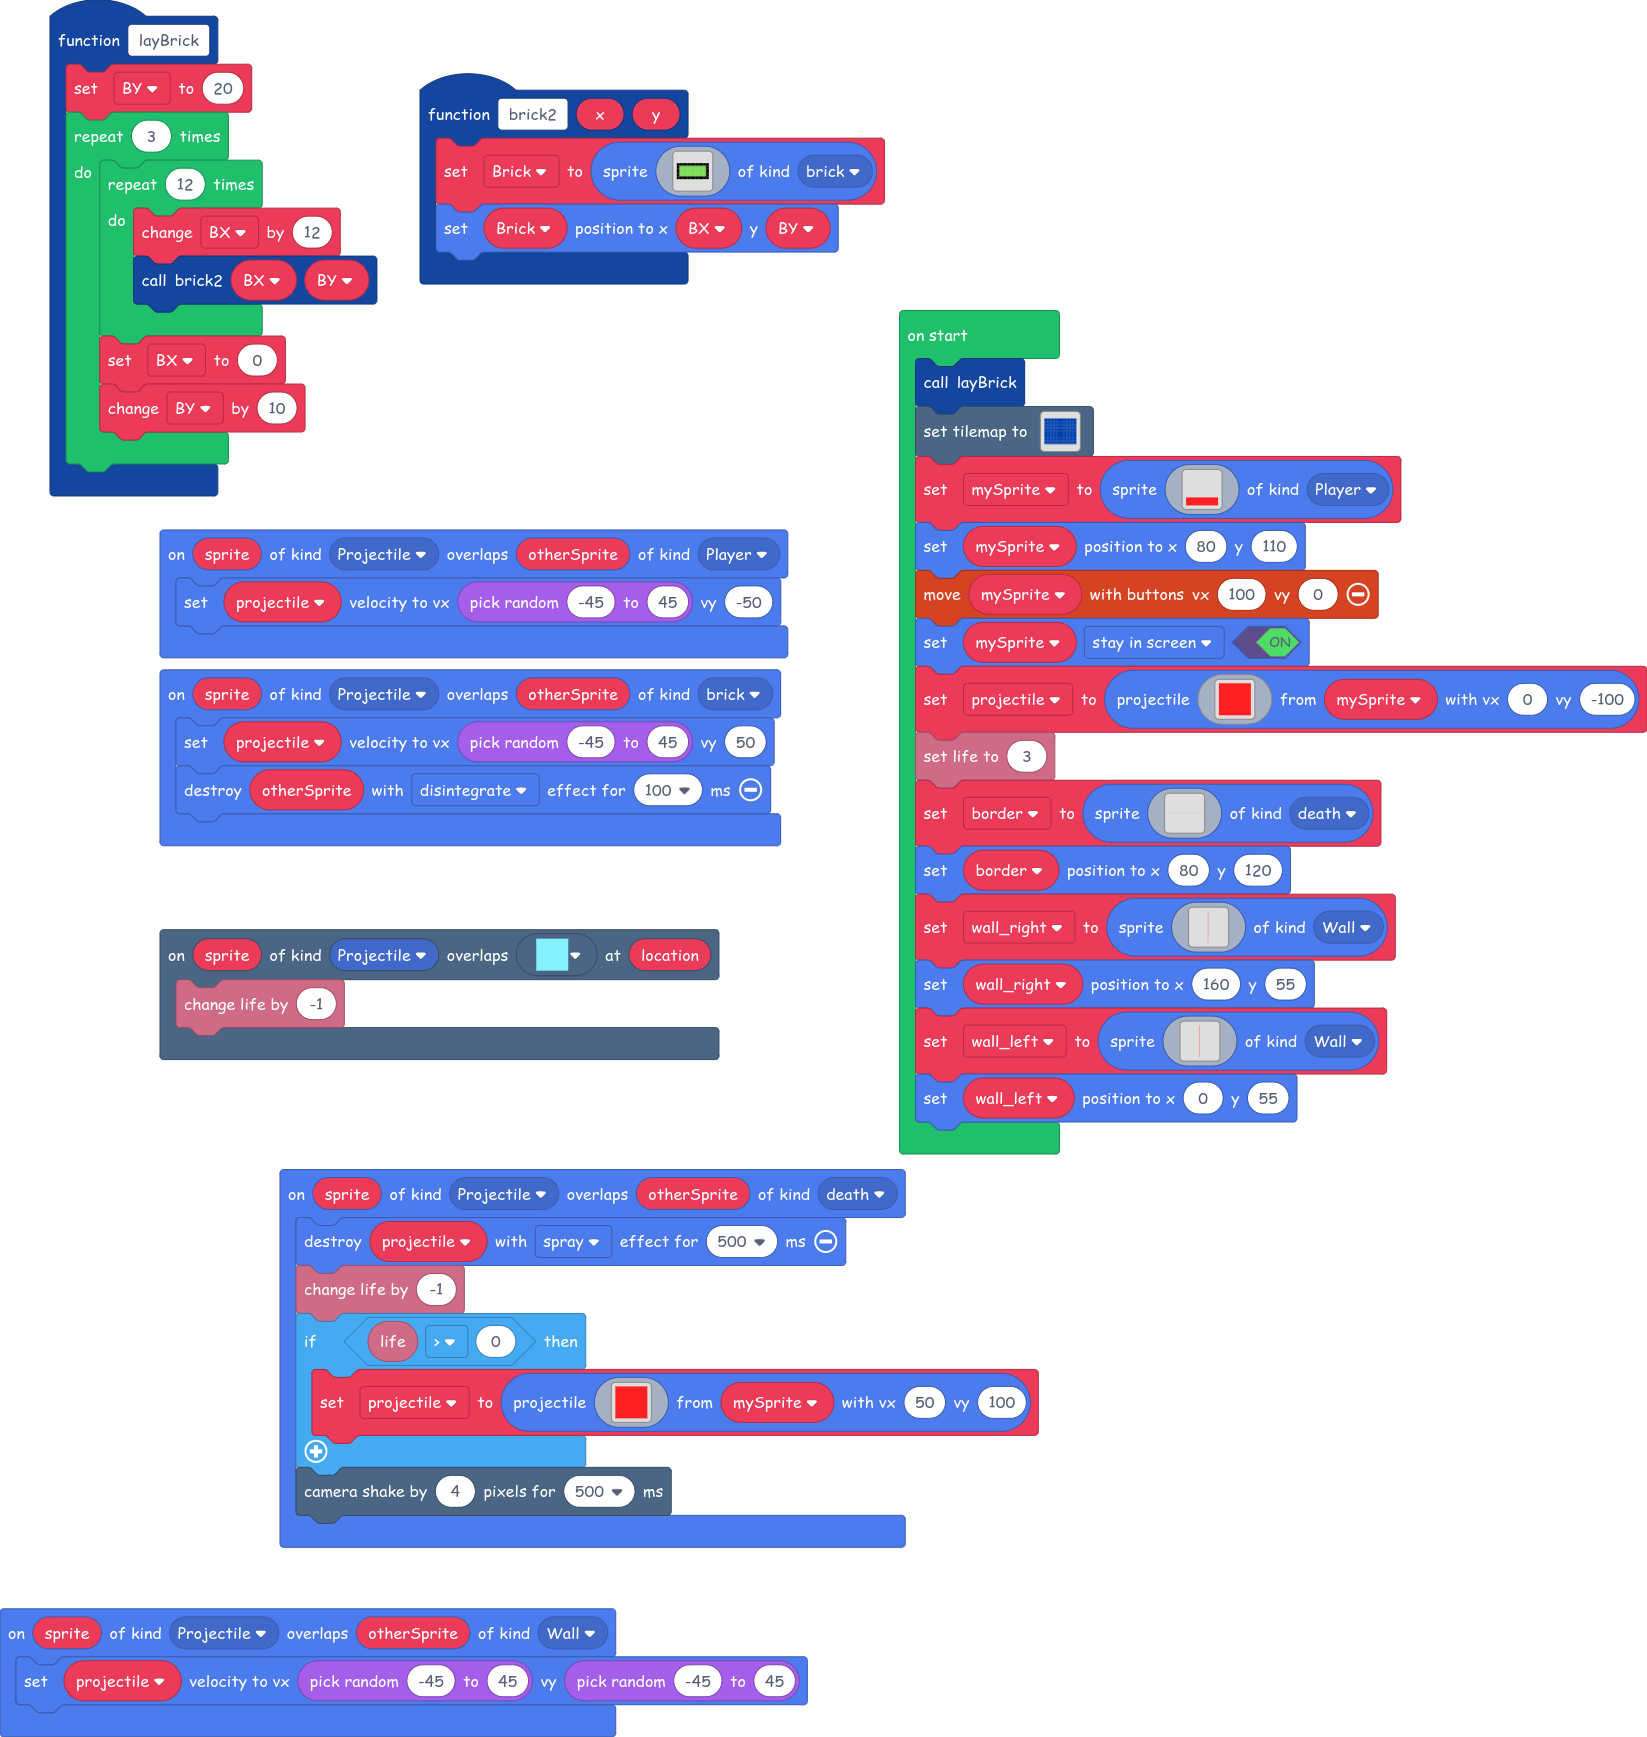 function layBrick
set BY to 20
repeat 3 times
do
repeat 12 times
do
change BX by 12
call brick2 BX BY
set BX to 0
change BY by 10
function brick2 x y
set Brick to sprite of kind brick
set Brick position to x BX y BY
on start
call layBrick
set tilemap to
set mySprite to sprite of kind Player
set mySprite position to x 80 y 110
move mySprite with buttons vx 100 vy 0
set mySprite stay in screen ON
set projectile to projectile from mySprite with vx 0 vy -100
set life to 3
set border to sprite of kind death
set border position to x 80 y 120
set wall_right to sprite of kind Wall
set wall_right position to x 160 y 55
set wall_left to sprite of kind Wall
set wall_left position to x 0 y 55
on sprite of kind Projectile overlaps otherSprite of kind Player
set projectile velocity to vx pick random -45 to 45 vy -50
on sprite of kind Projectile overlaps otherSprite of kind brick
set projectile velocity to vx pick random -45 to 45 vy 50
destroy otherSprite with disintegrate effect for 100 ms
on sprite of kind Projectile overlaps at location
change life by -1
on sprite of kind Projectile overlaps otherSprite of kind death
destroy projectile with spray effect for 500 ms
change life by -1
if life > 0 then
set projectile to projectile from mySprite with vx 50 vy 100
camera shake by 4 pixels for 500 ms
on sprite of kind Projectile overlaps otherSprite of kind Wall
set projectile velocity to vx pick random -45 to 45 vy pick random -45 to 45